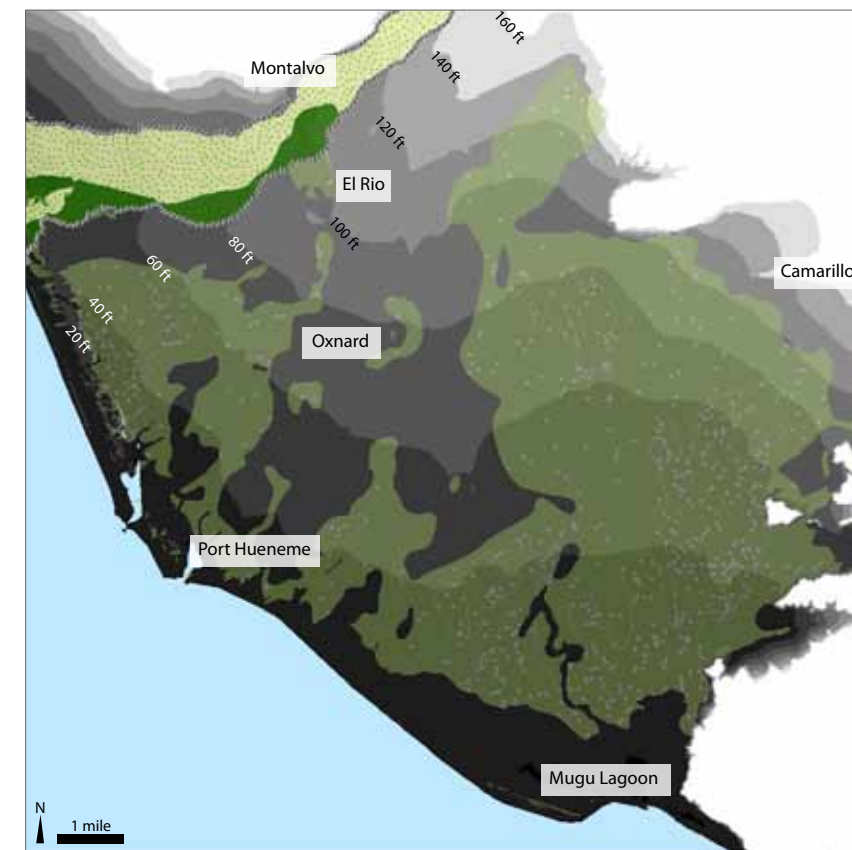 160 ft
Montalvo
140 ft
120 ft
El Rio
100 ft
80 ft
60 ft
Camarillo
40 ft
20 ft
Oxnard
Port Hueneme
Mugu Lagoon
N
1 mile